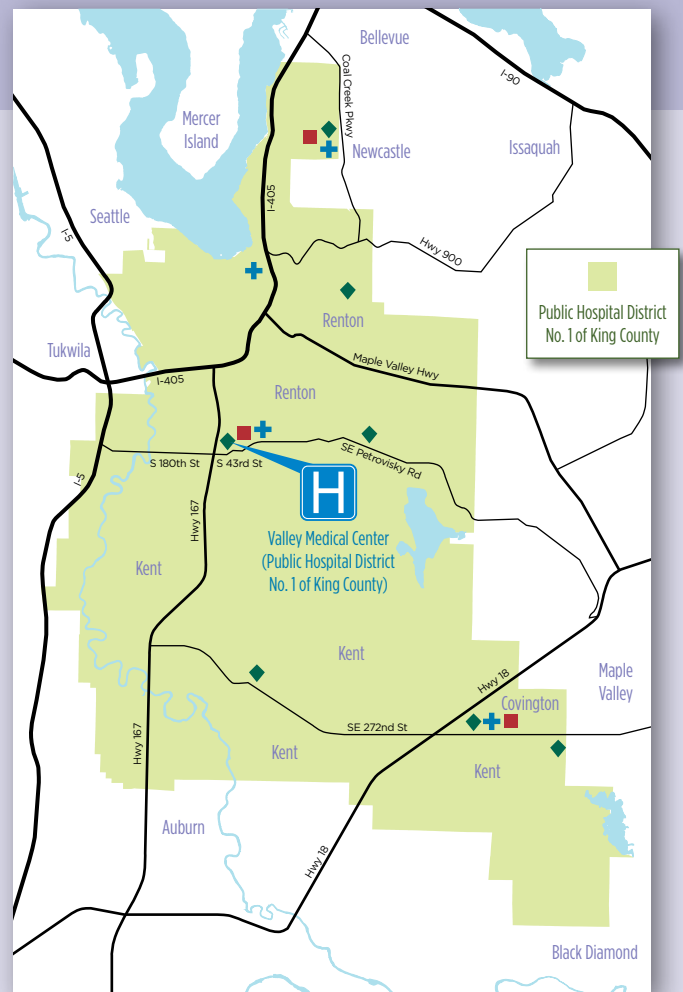 Bellevue
I-90
Coal Creek Pkwy
Mercer
Island
Newcastle
Issaquah
I-405
Seattle
I-5
Hwy 900
Public Hospital District
No. 1 of King County
Renton
Tukwila
Maple Valley Hwy
I-405
Renton
S 180th St
S 43rd St
SE Petrovisky Rd
I-5
H
Hwy 167
Valley Medical Center
(Public Hospital District
No. 1 of King County)
Kent
Kent
Maple
Valley
Hwy 18
Covington
SE 272nd St
Hwy 167
Kent
Kent
Auburn
Hwy 18
Black Diamond